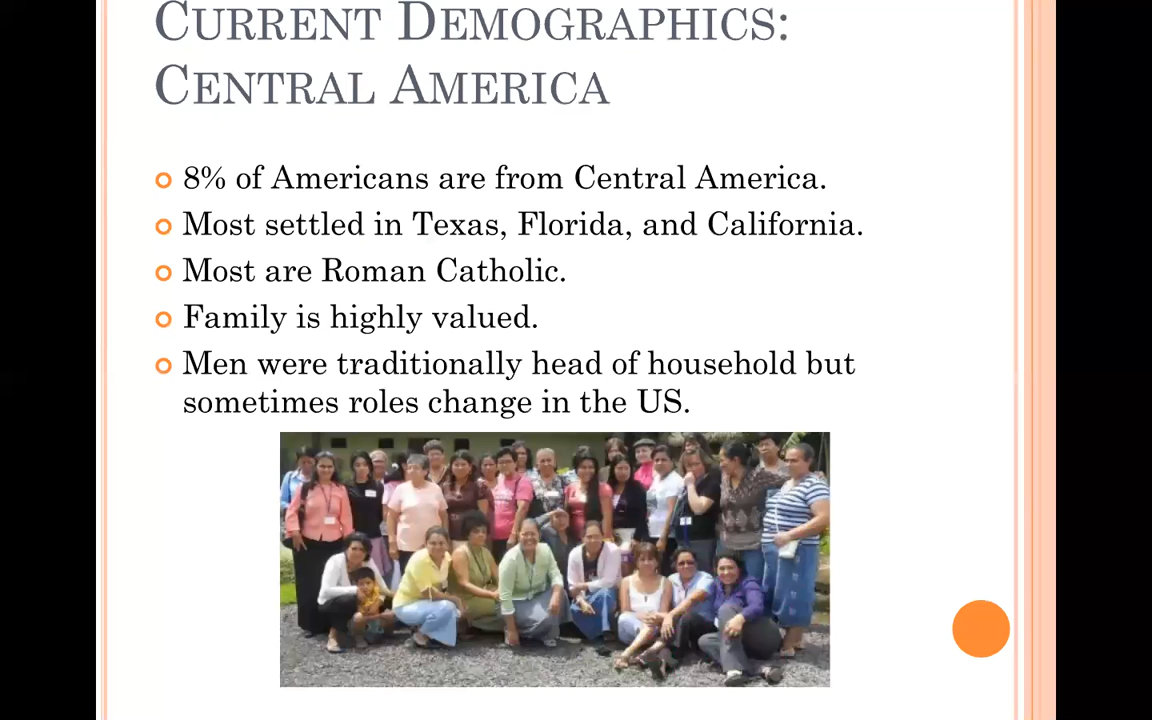 CURRENT DEMOGRAPHICS:
CENTRAL AMERICA
8% of Americans are from Central America.
Most settled in Texas, Florida, and California.
Most are Roman Catholic.
Family is highly valued.
Men were traditionally head of household but
sometimes roles change in the US.